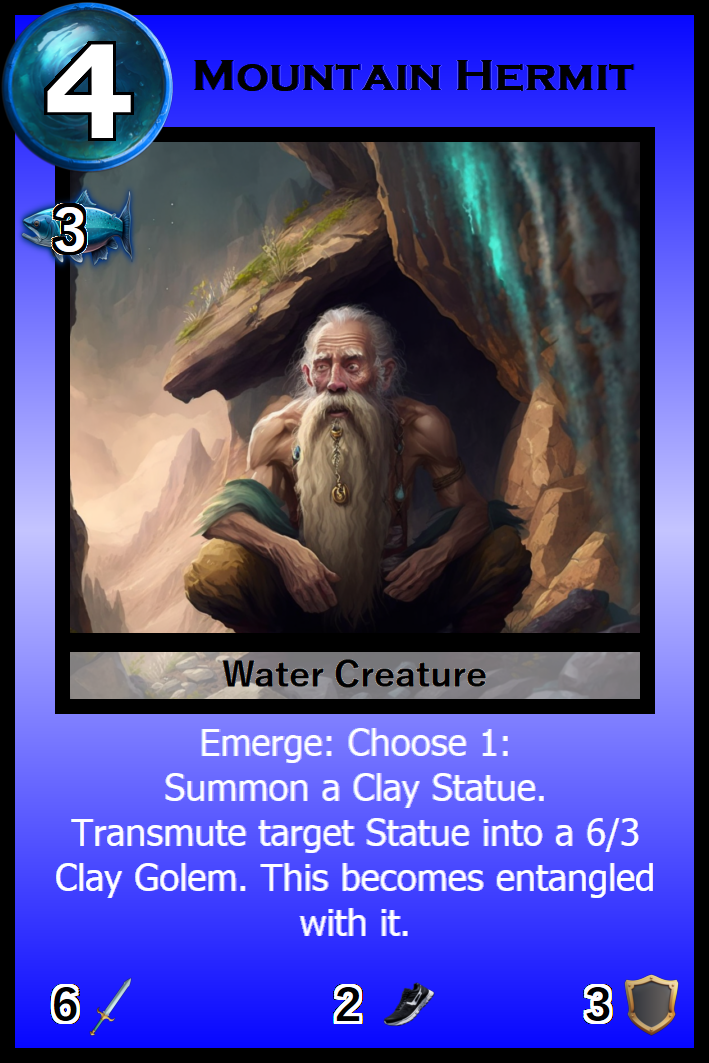 4
Mountain Hermit
3
Water Creature
Emerge: Choose 1:
Summon a Clay Statue.
Transmute target Statue into a 6/3
Clay Golem. This becomes entangled
with it.
6 2 3